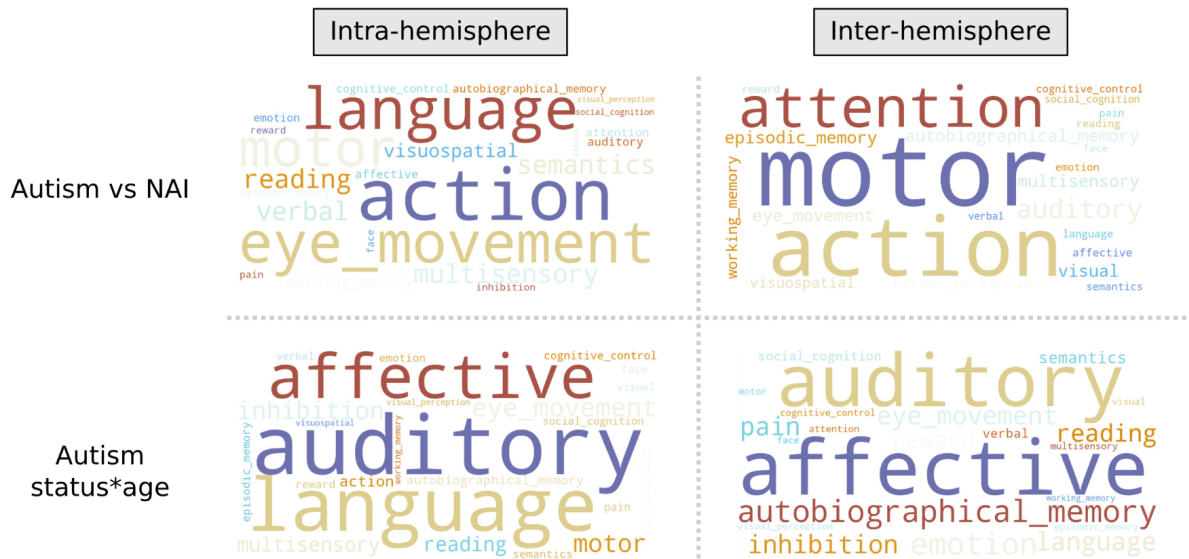 Intra-hemisphere
Inter-hemisphere
Autism vs NAI
cognitive_control autobiographical_memory
language
visual_perception
social_cognition
emotion
reward
motor
visuospatial
visual
attention
auditory
semantics
reading
affective
action
verbal
face
eye_movement
multisensory
pain
working_memory
inhibition
reward
attention
cognitive_control
social_cognition
pain
reading
episodic_memory
autobiographical_memory
face
motor
emotion
multisensory
working_memory
eye_movement
verbal
auditory
action
language
affective
visual
visuospatial
visual_perception
semantics
Autism
status*age
verbal
emotion
cognitive_control
affective
face
visual
inhibition
visual_perception
eye_movement
social_cognition
visuospatial
auditory
working_memory
episodic_memory
reward
action
autobiographical_memory
language
pain
multisensory
reading
semantics
motor
social_cognition
semantics
auditory
motor
visual
cognitive_control
eye_movement
pain
attention
face
reward
verbal
reading
multisensory
affective
working_memory
autobiographical_memory
visual_perception
episodic_memory
inhibition
emotion
language